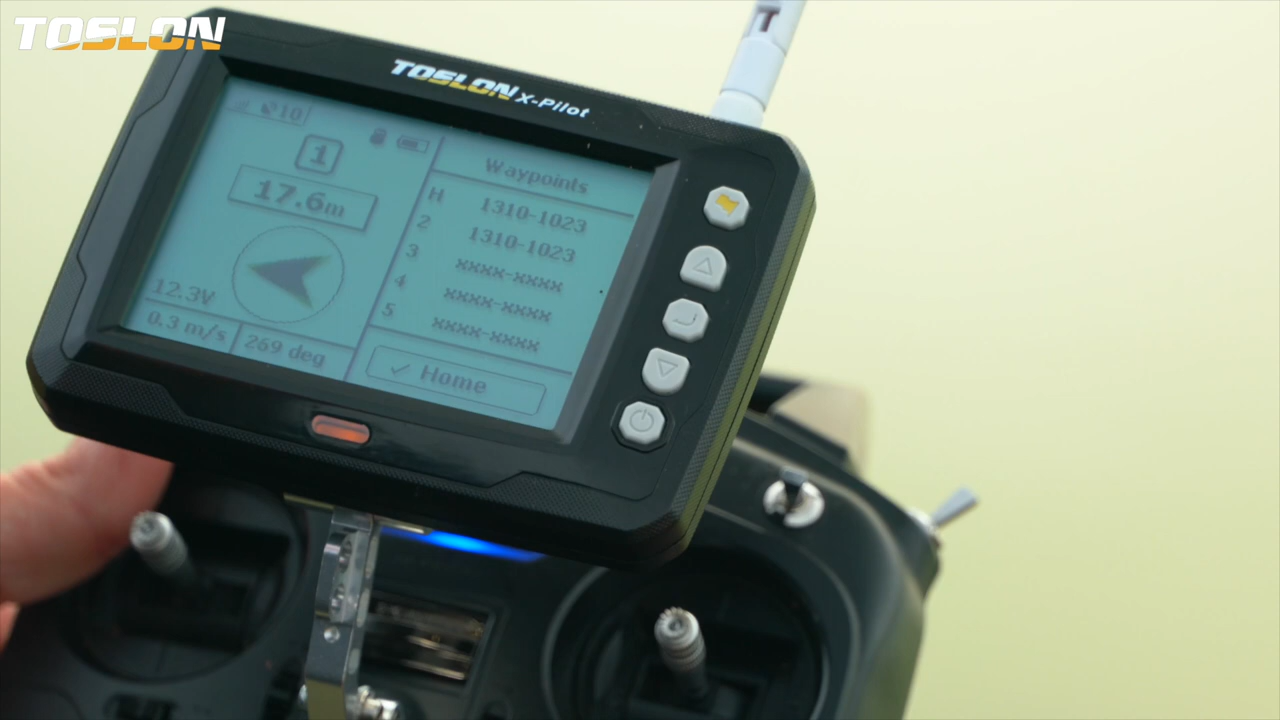 TOSLON
TOSLON X-Pilot
10
1
17.6m
12.3V
0.3 m/s
269 deg
Waypoints
H 1310-1023
2 1310-1023
3 xxxx-xxxx
4 xxxx-xxxx
5 xxxx-xxxx
Home
T